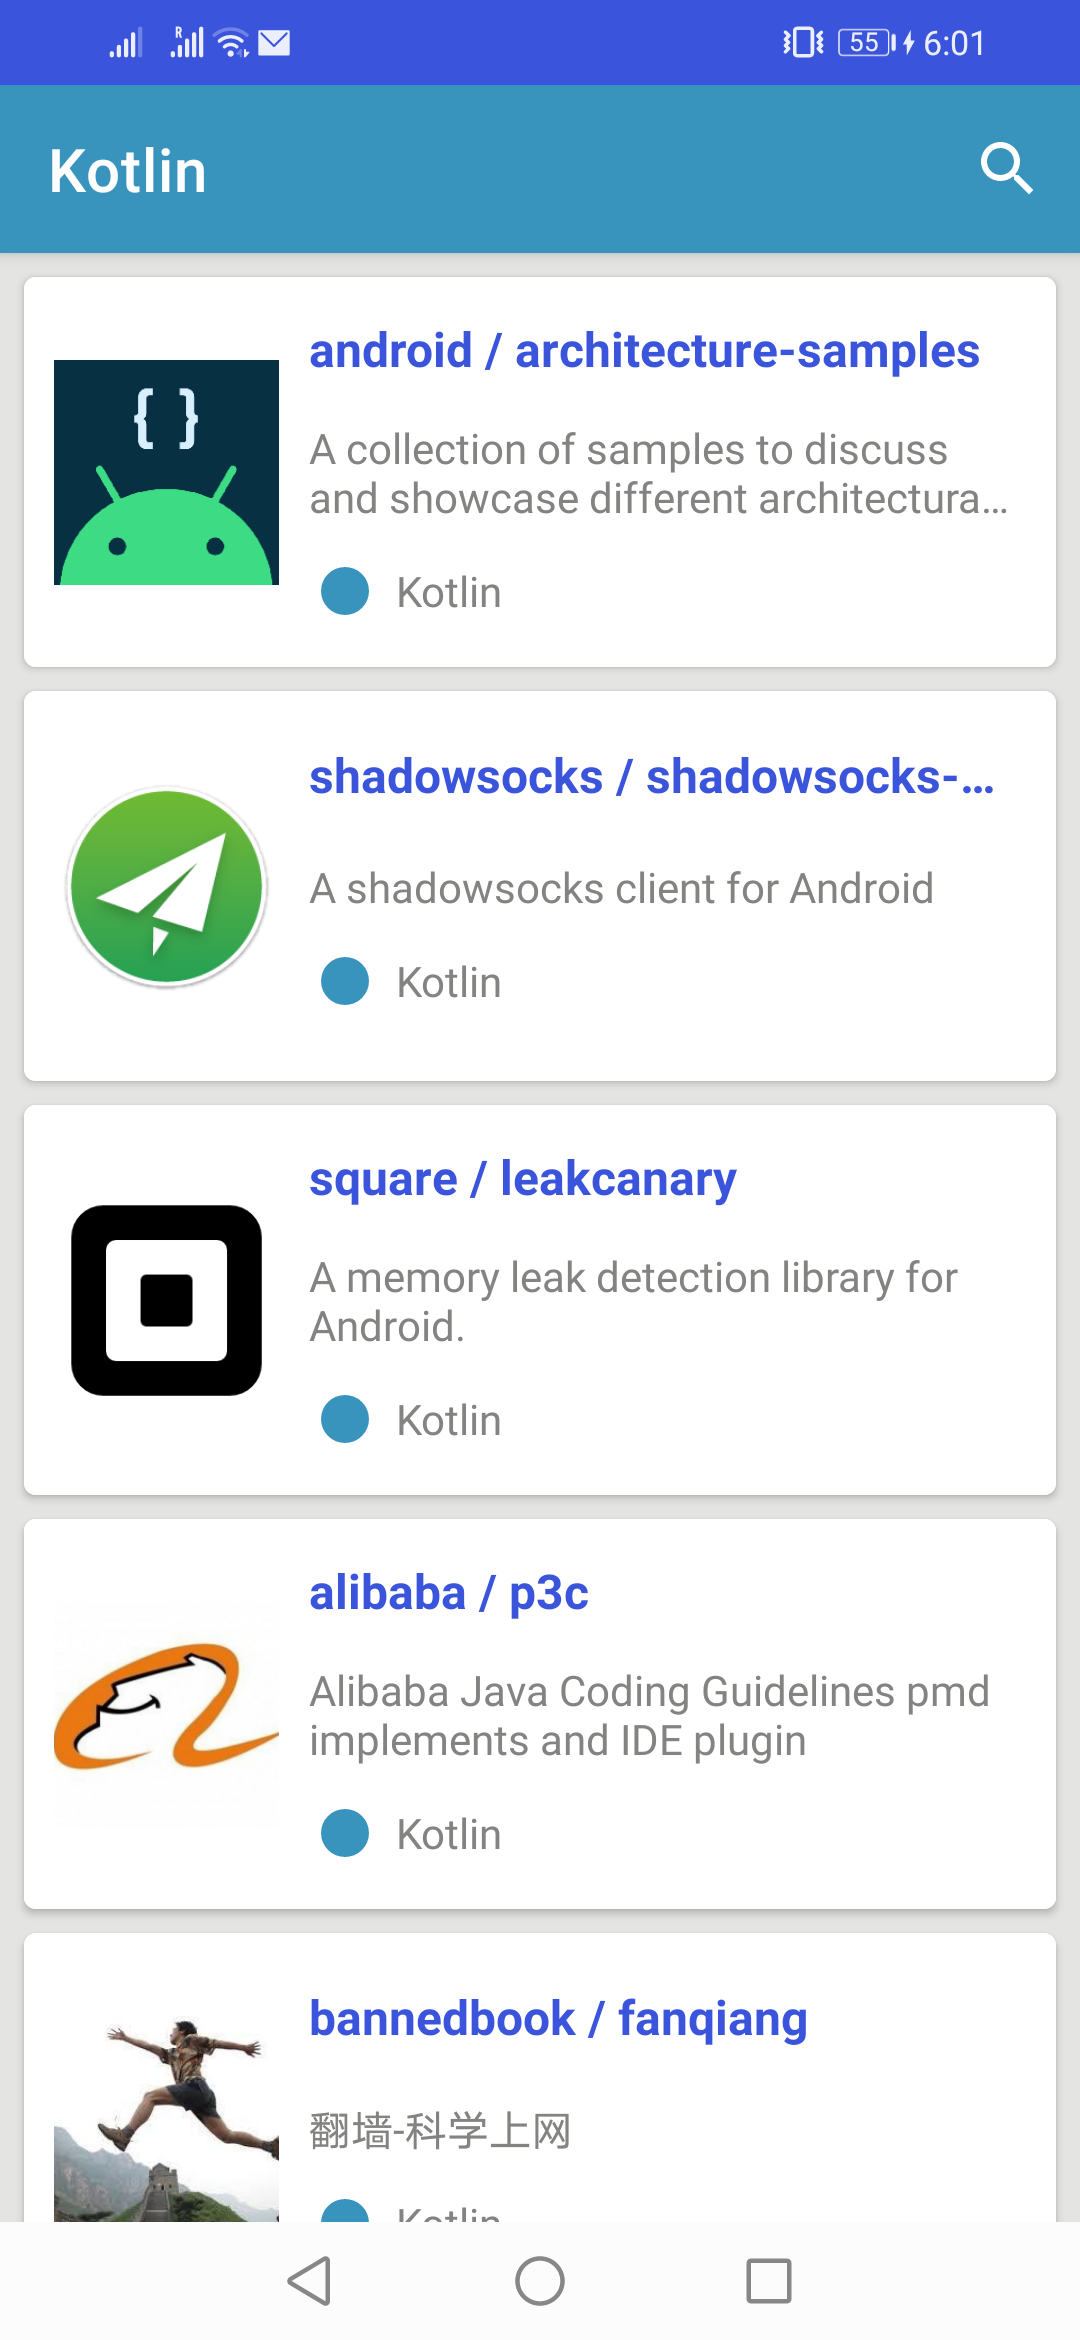 R
55
6:01
Kotlin
android / architecture-samples
{ }
A collection of samples to discuss
and showcase different architectura...
Kotlin
shadowsocks / shadowsocks-...
A shadowsocks client for Android
Kotlin
square / leakcanary
A memory leak detection library for
Android.
Kotlin
alibaba / p3c
Alibaba Java Coding Guidelines pmd
implements and IDE plugin
Kotlin
bannedbook / fanqiang
翻墙-科学上网
Kotlin